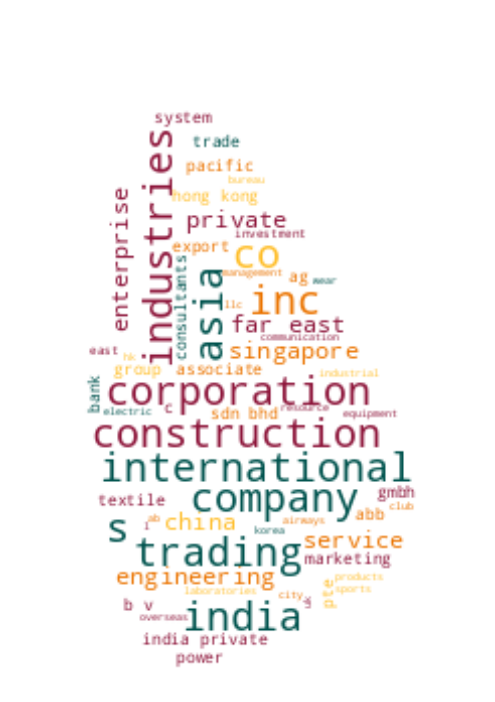 system
trade
pacific
bureau
hong kong
enterprise
industries
private
investment
export
co
consultants
asia
management
ag
wear
llc
inc
far east
communication
east
hk
singapore
group
associate
industrial
bank
corporation
electric
c
sdn bhd
resource
equipment
construction
international
textile
company
gmbh
club
s
ab
china
airways
abb
korea
trading
service
marketing
engineering
products
laboratories
city
pte
sports
b v
india
overseas
india private
power